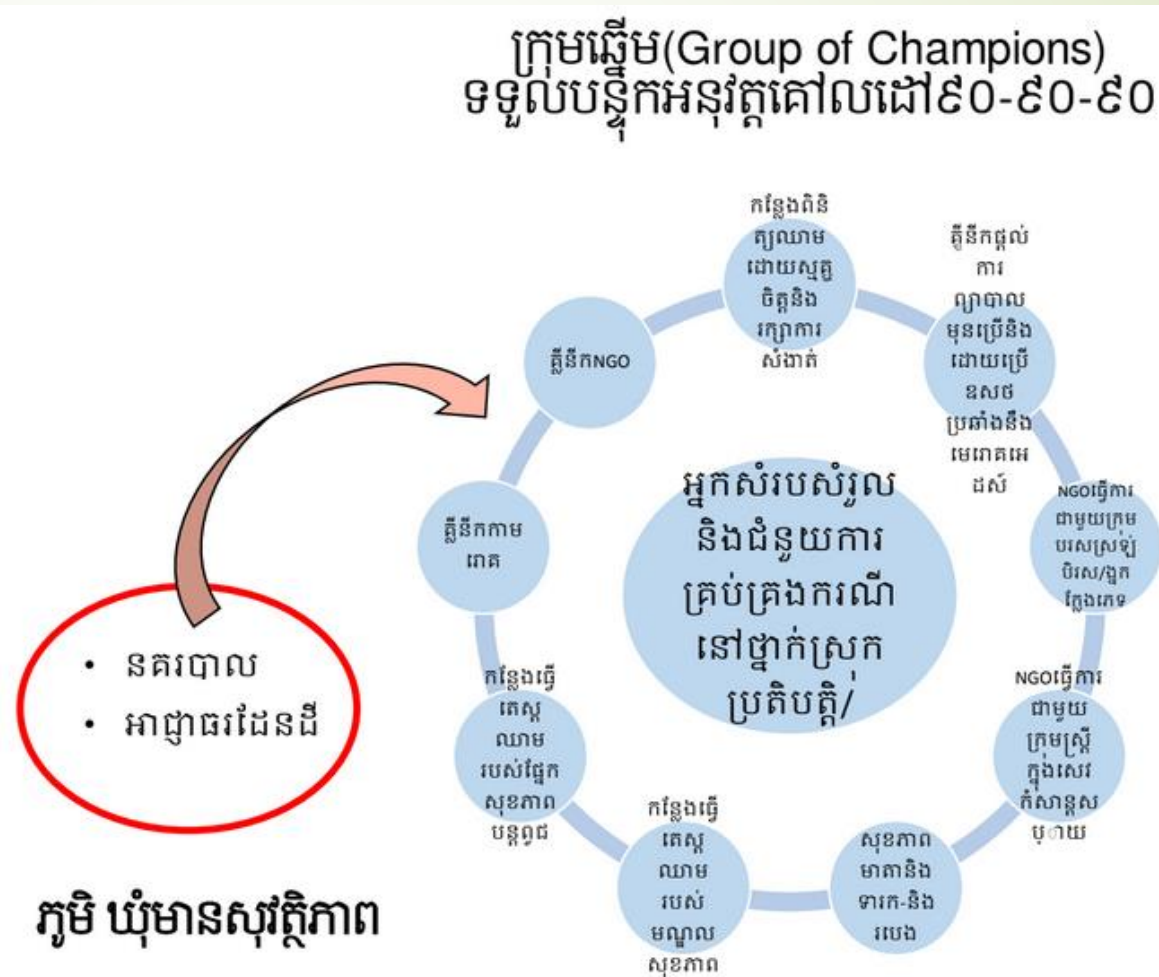 ក្រុមឆ្នើម(Group of Champions)
ទទួលបន្ទុកអនុវត្តគៅលដៅ៩០-៩០-៩០
កន្លែងពិនិ
ត្យឈាម
ដោយស្មគ្គ
ចិត្តនិង
រក្សាការ
សំងាត់
គ្លីនីកផ្តល់
ការ
ព្យាបាល
មុនប្រើនិង
ដោយប្រើ
ឧសថ
ប្រឆាំងនឹង
មេរោគអេ
ដស៍
NGOធ្វើការ
ជាមួយក្រុម
បុរសស្រឡ
បុរស/ង្នក
ក្លែងភេទ
NGOធ្វើការ
ជាមួយ
ក្រុមស្រ្តី
ក្នុងសេវ
កំសាន្តស
ប្បាយ
សុខភាព
មាតានិង
ទារក-និង
របេង
កន្លែងធ្វើ
តេស្ត
ឈាម
របស់
មណ្ឌល
សុខភាព
កន្លែងធ្វើ
តេស្ត
ឈាម
របស់ផ្នែក
សុខភាព
បន្តពូជ
គ្លីនីកកាម
រោគ
គ្លីនីកNGO
អ្នកសំរបសំរួល
និងជំនួយការ
គ្រប់គ្រងករណី
នៅថ្នាក់ស្រុក
ប្រតិបត្តិ/
• នគរបាល
• អាជ្ញាធរដែនដី
ភូមិ ឃុំមានសុវត្ថិភាព